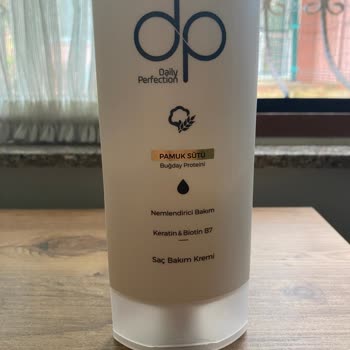 dp
Daily
Perfection
PAMUK SÜTÜ
Buğday Proteini
Nemlendirici Bakım
Keratin & Biotin B7
Saç Bakım Kremi